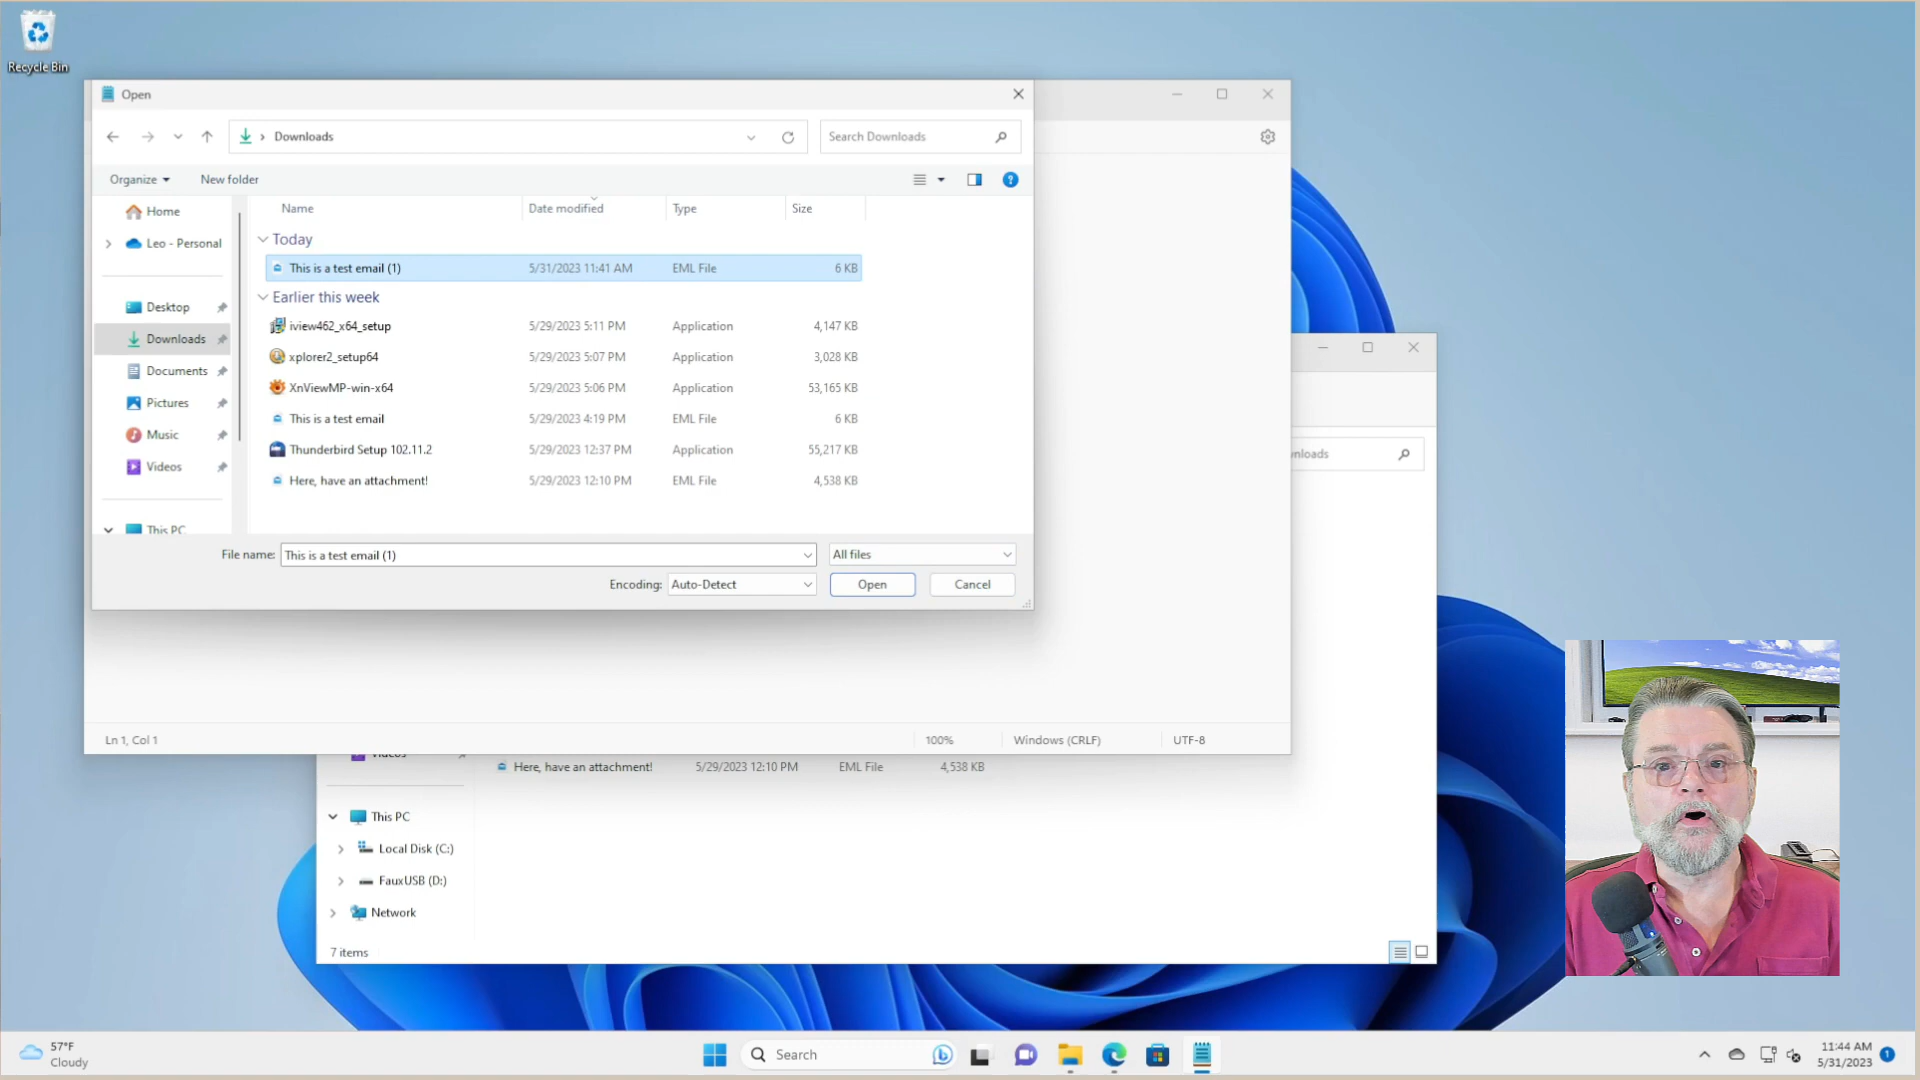 Recycle Bin
Open
Downloads
Search Downloads
Organize
New folder
Home
Leo - Personal
Desktop
Downloads
Documents
Pictures
Music
Videos
This PC
Name Date modified Type Size
Today
This is a test email (1) 5/31/2023 11:41 AM EML File 6 KB
Earlier this week
iview462_x64_setup 5/29/2023 5:11 PM Application 4,147 KB
xplorer2_setup64 5/29/2023 5:07 PM Application 3,028 KB
XnViewMP-win-x64 5/29/2023 5:06 PM Application 53,165 KB
This is a test email 5/29/2023 4:19 PM EML File 6 KB
Thunderbird Setup 102.11.2 5/29/2023 12:37 PM Application 55,217 KB
Here, have an attachment! 5/29/2023 12:10 PM EML File 4,538 KB
File name: This is a test email (1) All files
Encoding: Auto-Detect Open Cancel
nloads
Ln 1, Col 1 100% Windows (CRLF) UTF-8
Videos
Here, have an attachment! 5/29/2023 12:10 PM EML File 4,538 KB
This PC
Local Disk (C:)
FauxUSB (D:)
Network
7 items
57°F
Cloudy
Search
11:44 AM
5/31/2023
1